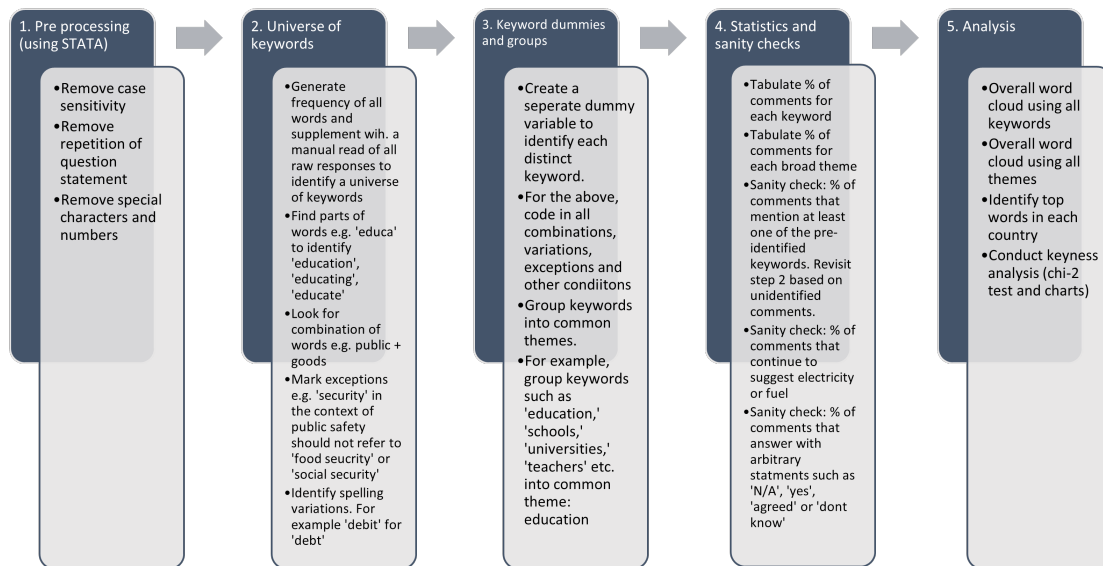 1. Pre processing
(using STATA)
•Remove case
sensitivity
•Remove
repetition of
question
statement
•Remove special
characters and
numbers
2. Universe of
keywords
•Generate
frequency of all
words and
supplement wih. a
manual read of all
raw responses to
identify a universe
of keywords
•Find parts of
words e.g. 'educa'
to identify
'education',
'educating',
'educate'
•Look for
combination of
words e.g. public +
goods
•Mark exceptions
e.g. 'security' in
the context of
public safety
should not refer to
'food seucrity' or
'social security'
•Identify spelling
variations. For
example 'debit' for
'debt'
3. Keyword dummies
and groups
•Create a
seperate dummy
variable to
identify each
distinct
keyword.
•For the above,
code in all
combinations,
variations,
exceptions and
other condiitons
•Group keywords
into common
themes.
•For example,
group keywords
such as
'education,'
'schools,'
'universities,'
'teachers' etc.
into common
theme:
education
4. Statistics and
sanity checks
•Tabulate % of
comments for
each keyword
•Tabulate % of
comments for
each broad theme
•Sanity check: % of
comments that
mention at least
one of the pre-
identified
keywords. Revisit
step 2 based on
unidentified
comments.
•Sanity check: % of
comments that
continue to
suggest electricity
or fuel
•Sanity check: % of
comments that
answer with
arbitrary
statments such as
'N/A', 'yes',
'agreed' or 'dont
know'
5. Analysis
•Overall word
cloud using all
keywords
•Overall word
cloud using all
themes
•Identify top
words in each
country
•Conduct keyness
analysis (chi-2
test and charts)